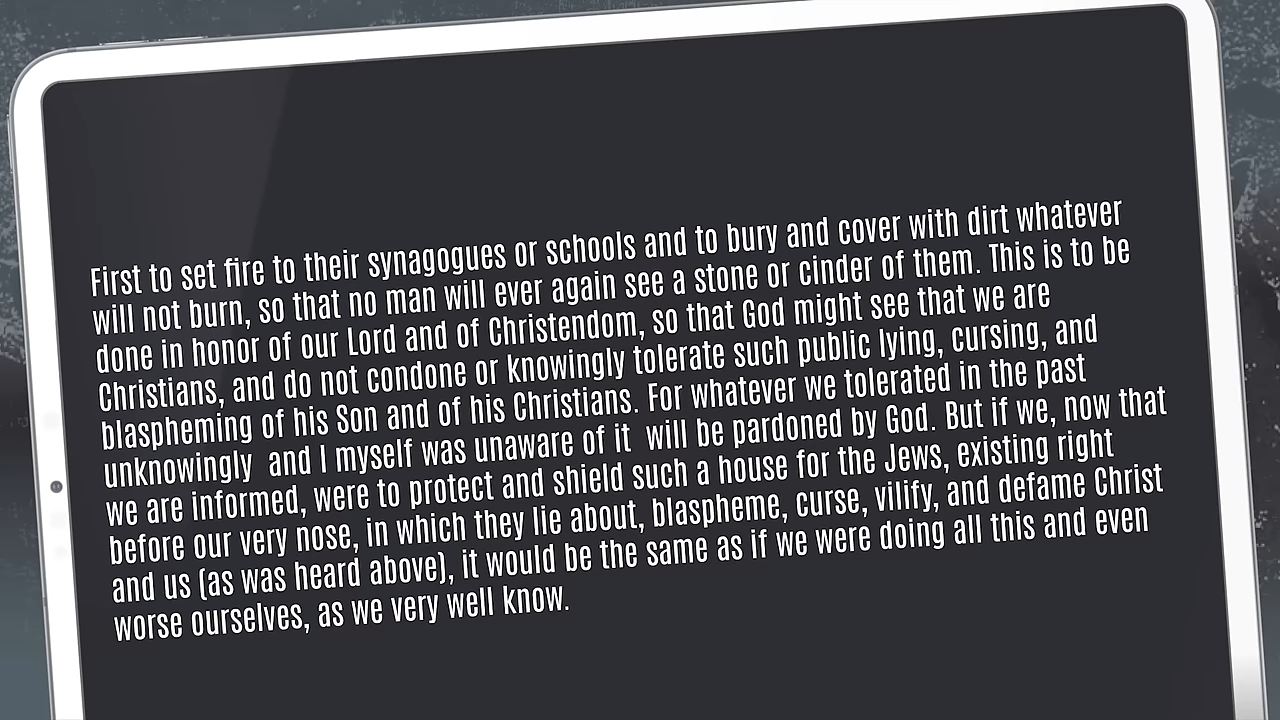 First to set fire to their synagogues or schools and to bury and cover with dirt whatever
will not burn, so that no man will ever again see a stone or cinder of them. This is to be
done in honor of our Lord and of Christendom, so that God might see that we are
Christians, and do not condone or knowingly tolerate such public lying, cursing, and
blaspheming of his Son and of his Christians. For whatever we tolerated in the past
unknowingly  and I myself was unaware of it  will be pardoned by God. But if we, now that
we are informed, were to protect and shield such a house for the Jews, existing right
before our very nose, in which they lie about, blaspheme, curse, vilify, and defame Christ
and us (as was heard above), it would be the same as if we were doing all this and even
worse ourselves, as we very well know.